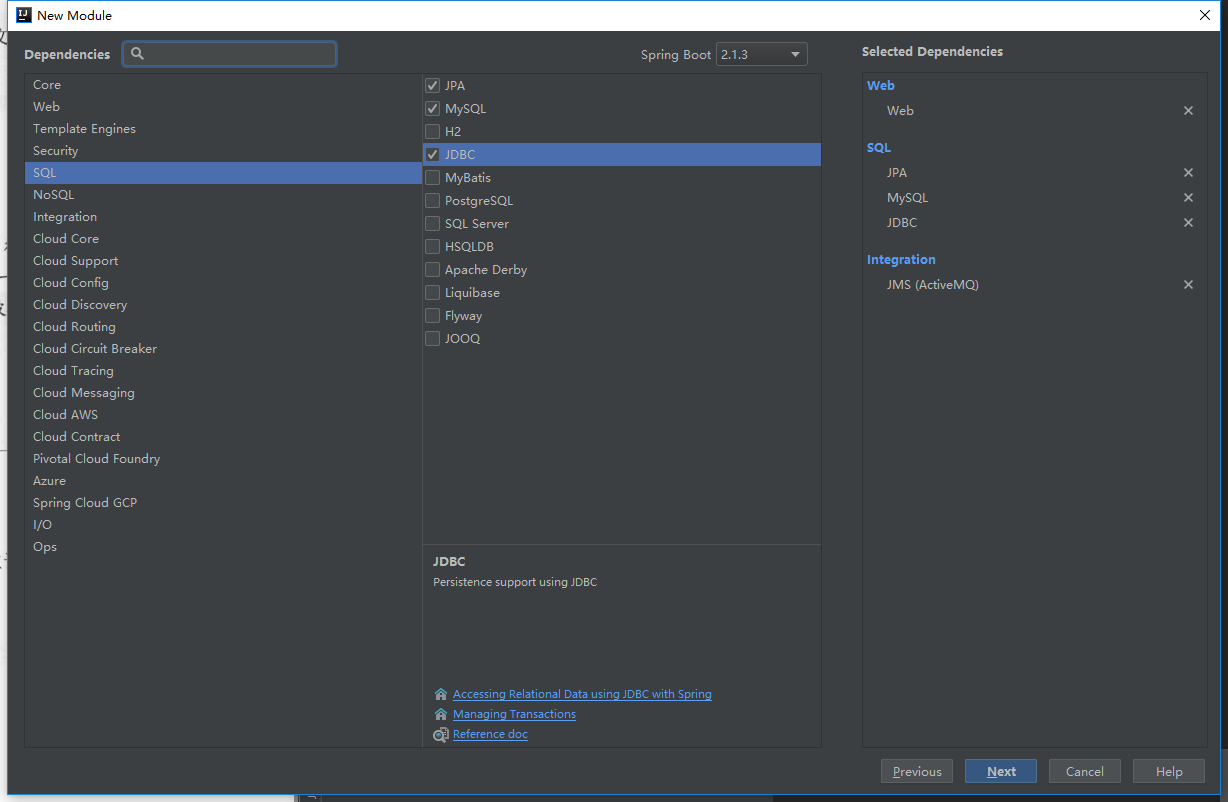 New Module
Dependencies
Spring Boot 2.1.3
Selected Dependencies
Core
Web
Template Engines
Security
SQL
NoSQL
Integration
Cloud Core
Cloud Support
Cloud Config
Cloud Discovery
Cloud Routing
Cloud Circuit Breaker
Cloud Tracing
Cloud Messaging
Cloud AWS
Cloud Contract
Pivotal Cloud Foundry
Azure
Spring Cloud GCP
I/O
Ops
JPA
MySQL
H2
JDBC
MyBatis
PostgreSQL
SQL Server
HSQLDB
Apache Derby
Liquibase
Flyway
JOOQ
JDBC
Persistence support using JDBC
Accessing Relational Data using JDBC with Spring
Managing Transactions
Reference doc
Web
Web
SQL
JPA
MySQL
JDBC
Integration
JMS (ActiveMQ)
Previous
Next
Cancel
Help